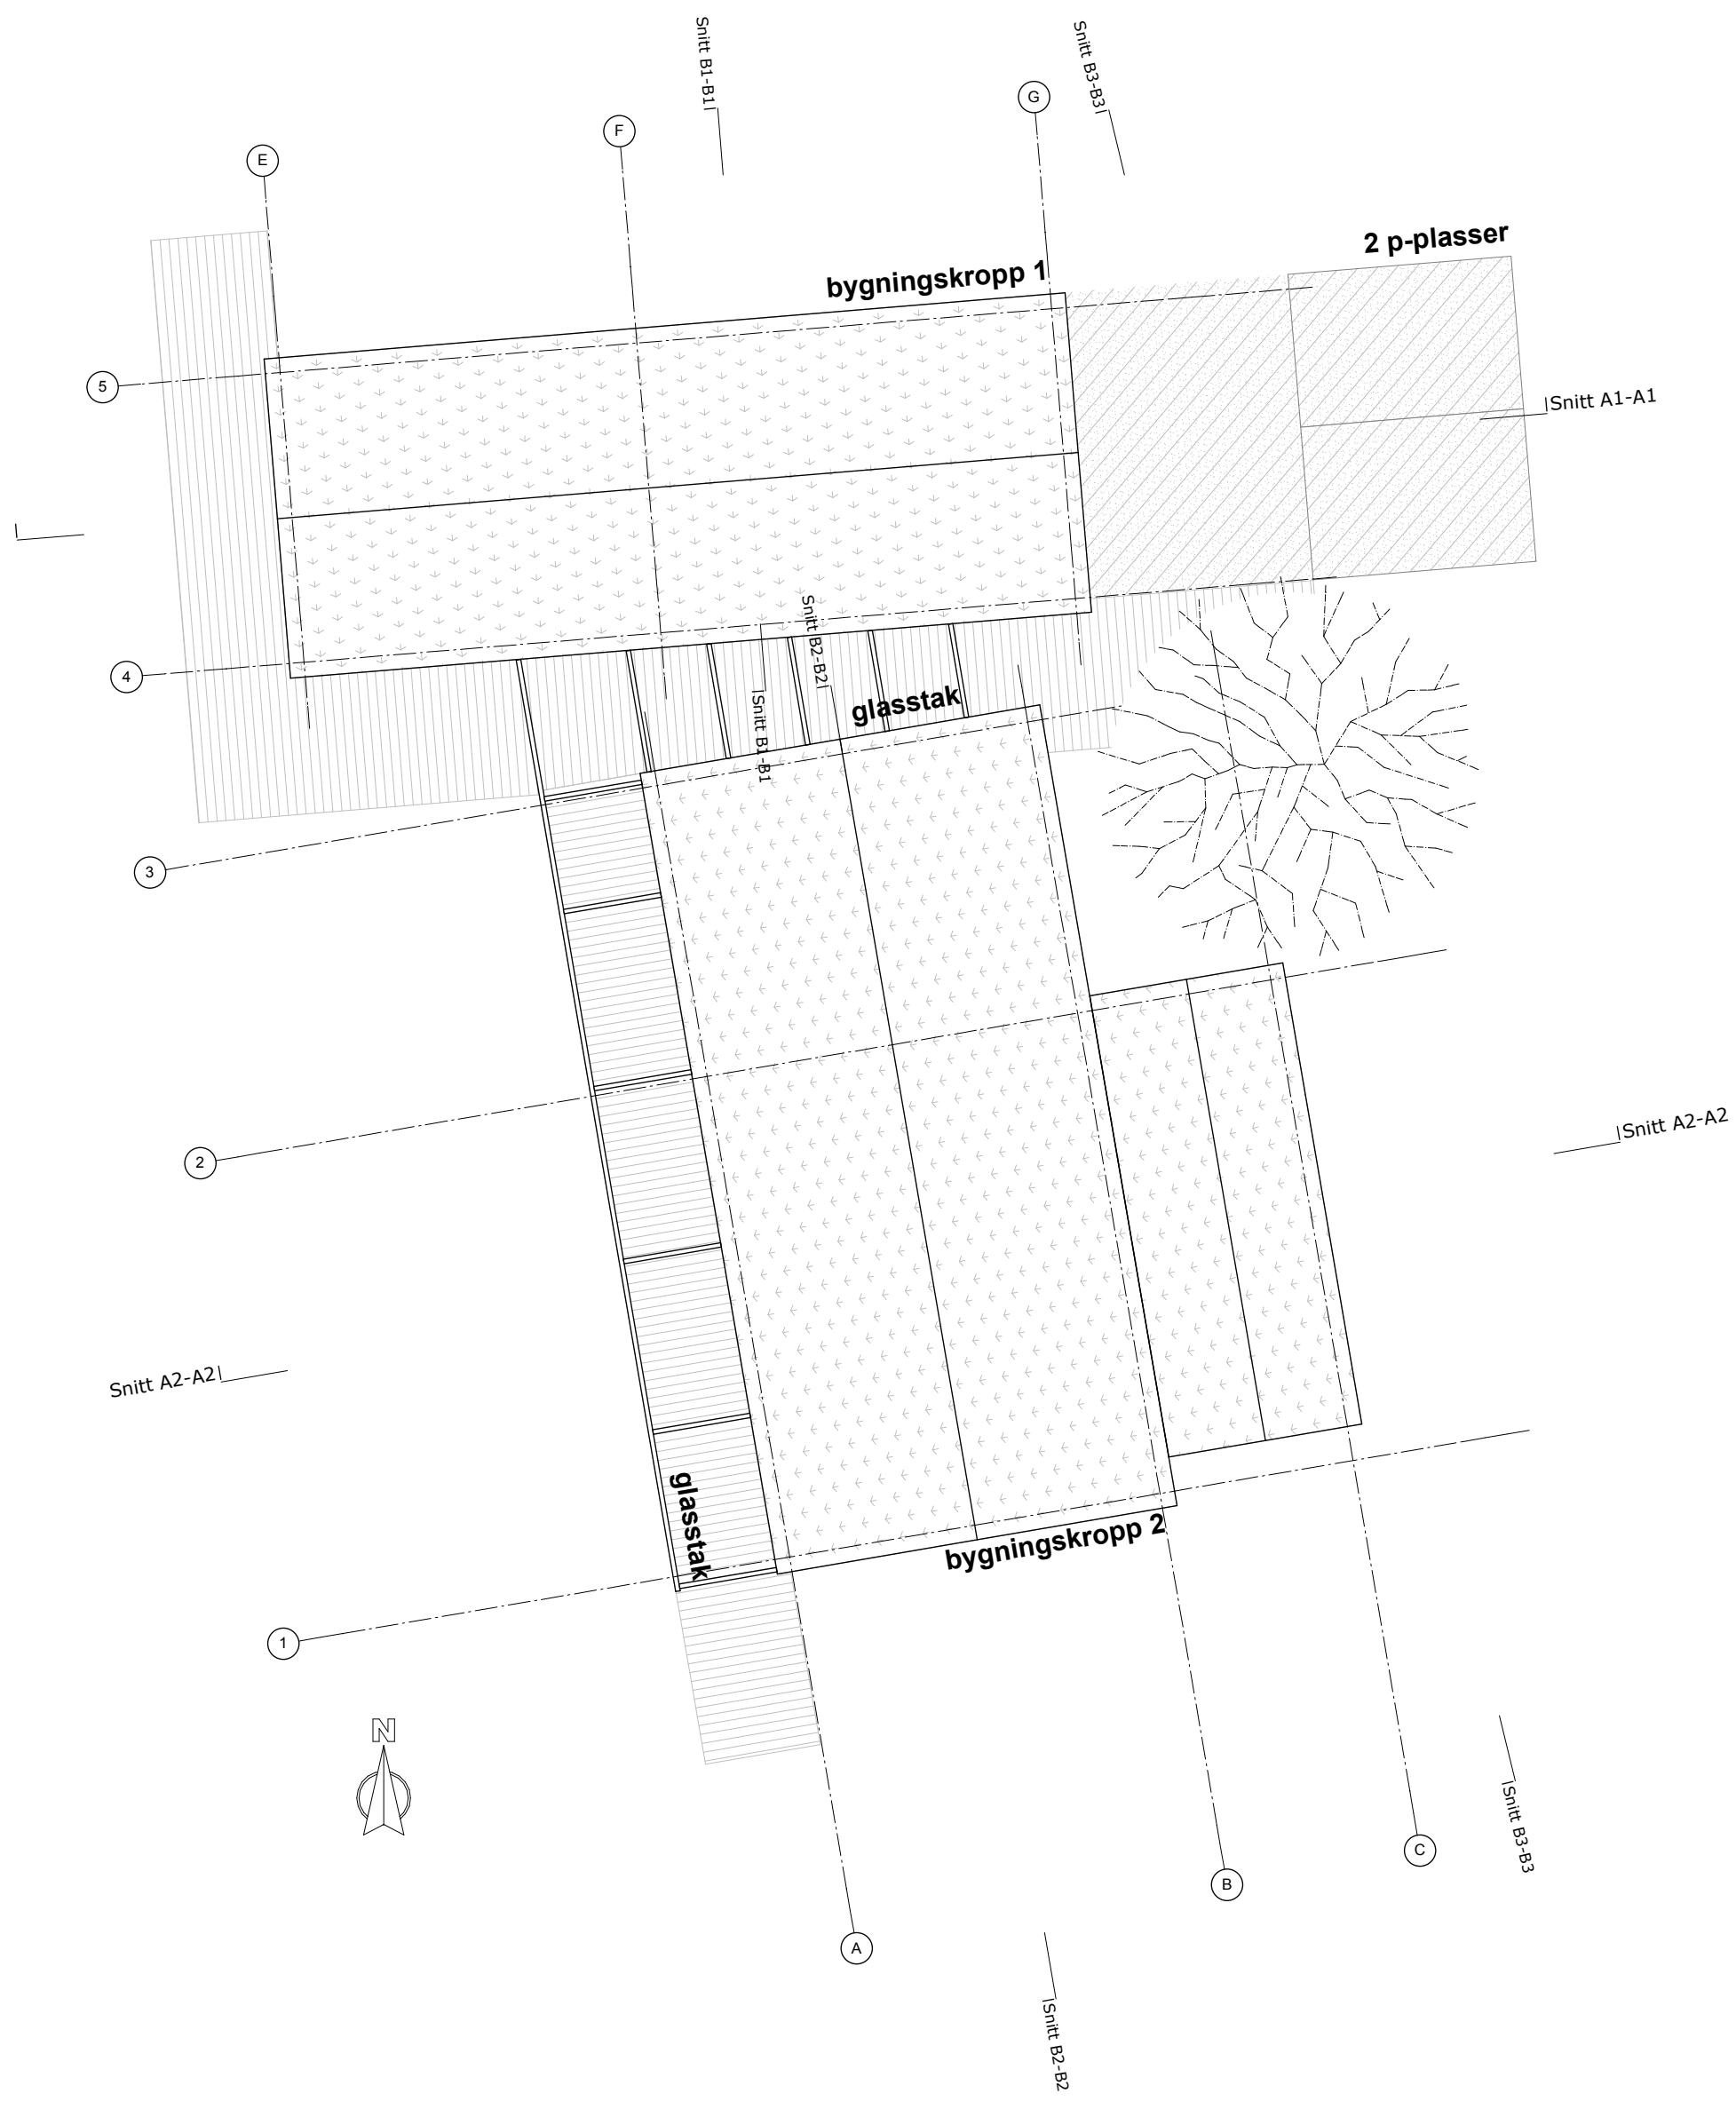 Snitt B1-B1
Snitt B3-B3
G
F
E
2 p-plasser
bygningskropp 1
5
Snitt A1-A1
Snitt B2-B2
4
glasstak
Snitt B1-B1
3
Snitt A2-A2
2
Snitt A2-A2
glasstak
bygningskropp 2
1
N
Snitt B3-B3
C
B
A
Snitt B2-B2